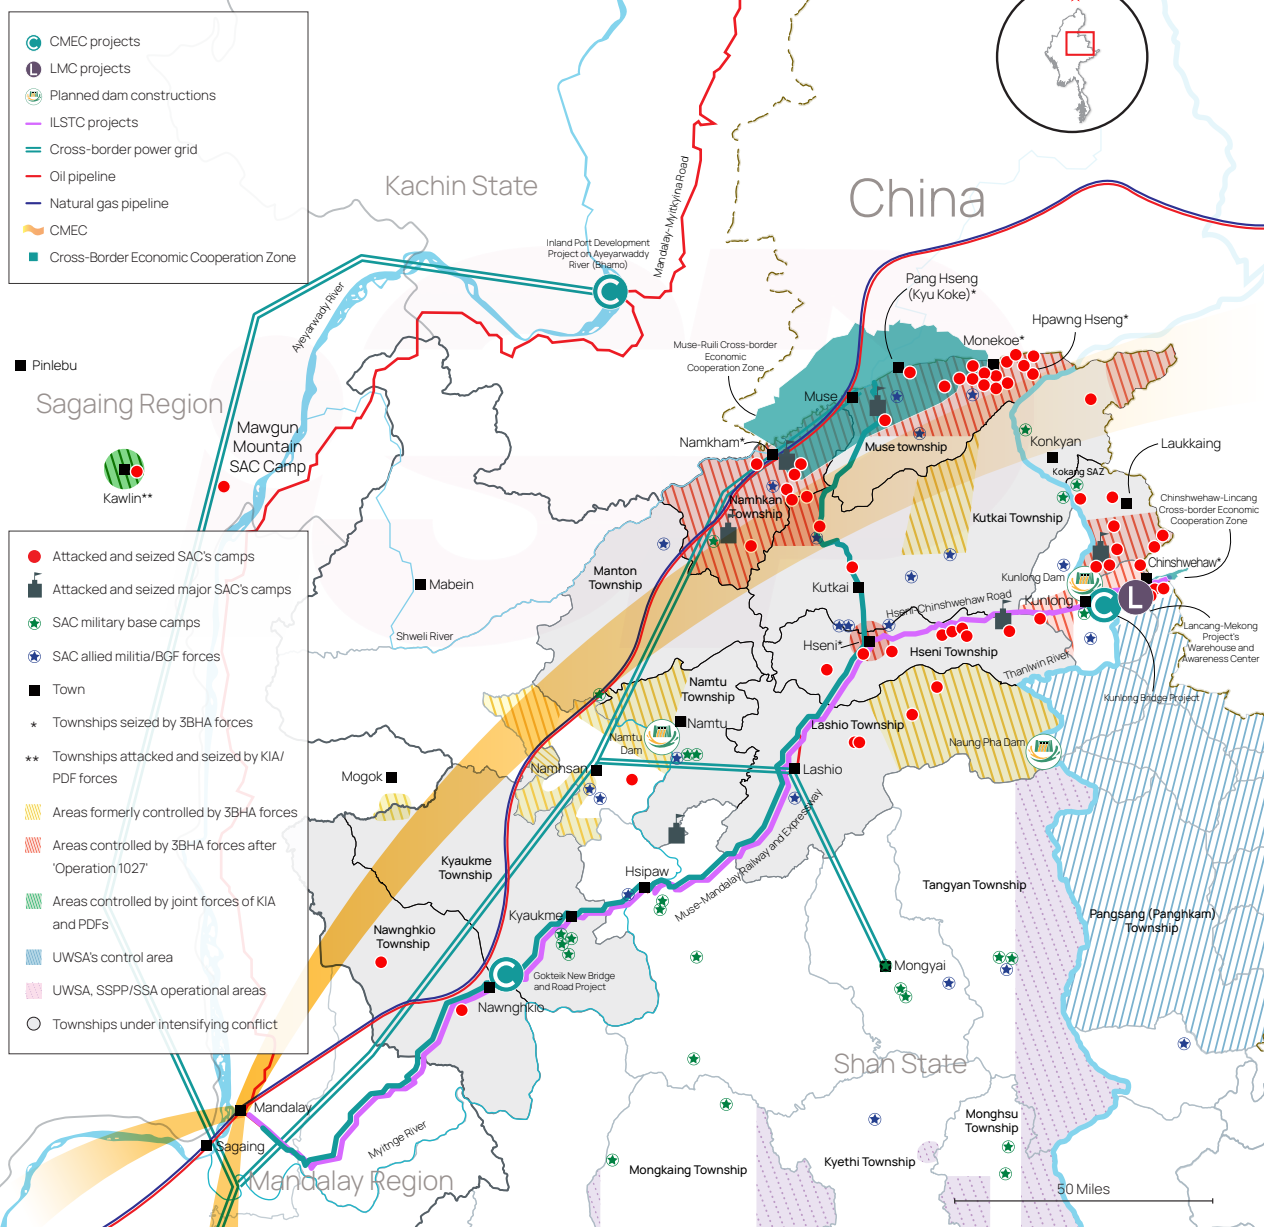 CMEC projects
LMC projects
Planned dam constructions
ILSTC projects
Cross-border power grid
Oil pipeline
Natural gas pipeline
CMEC
Cross-Border Economic Cooperation Zone
Kachin State
China
Inland Port Development
Project on Ayeyarwaddy
River (Bhamo)
Mandalay-Myitkyina Road
Ayeyarwady River
Pang Hseng
(Kyu Koke)*
Hpawng Hseng*
Monekoe*
Muse-Ruili Cross-border
Economic
Cooperation Zone
Pinlebu
Sagaing Region
Muse
Mawgun
Mountain
SAC Camp
Namkham*
Muse township
Konkyan
Laukkaing
Kokang SAZ
Kawlin**
Namhkan
Township
Kutkai Township
Chinshwehaw-Lincang
Cross-border Economic
Cooperation Zone
Attacked and seized SAC's camps
Attacked and seized major SAC's camps
SAC military base camps
SAC allied militia/BGF forces
Town
* Townships seized by 3BHA forces
** Townships attacked and seized by KIA/
PDF forces
Areas formerly controlled by 3BHA forces
Areas controlled by 3BHA forces after
'Operation 1027'
Areas controlled by joint forces of KIA
and PDFs
UWSA's control area
UWSA, SSPP/SSA operational areas
Townships under intensifying conflict
Manton
Township
Mabein
Shweli River
Kutkai
Chinshwehaw*
Kunlong Dam
Kunlong
C
L
Hseni-Chinshwehaw Road
Hseni*
Hseni Township
Thanlwin River
Lancang-Mekong
Project's
Warehouse and
Awareness Center
Kunlong Bridge Project
Namtu
Township
Namtu
Namtu
Dam
Lashio Township
Naung Pha Dam
Namhsan
Lashio
Mogok
Kyaukme
Township
Hsipaw
Muse-Mandalay Railway and Expressway
Tangyan Township
Kyaukme
Pangsang (Panghkam)
Township
Nawnghkio
Township
C
Gokteik New Bridge
and Road Project
Mongyai
Nawnghkio
Shan State
Mandalay
Sagaing
Myitnge River
Mandalay Region
Monghsu
Township
Mongkaing Township
Kyethi Township
50 Miles
C